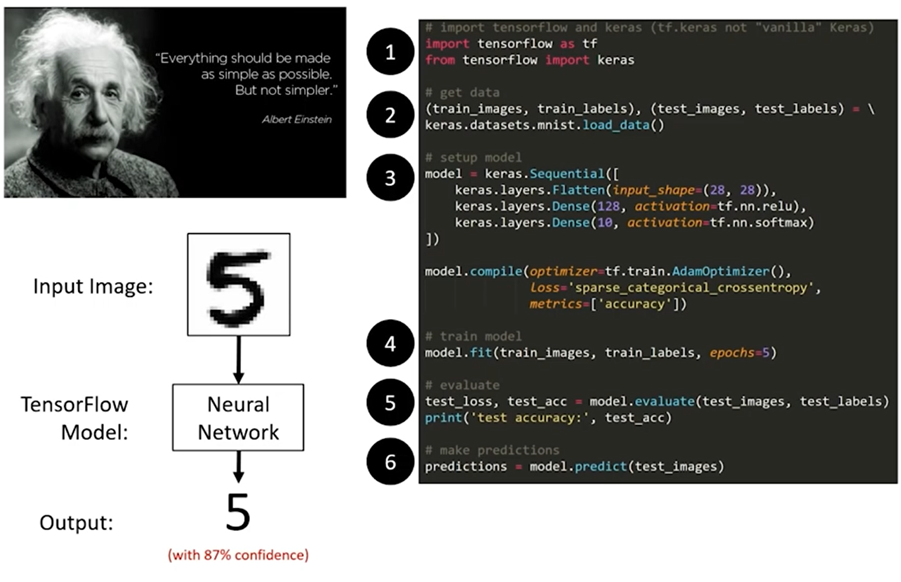 “Everything should be made
as simple as possible.
But not simpler.”
Albert Einstein
Input Image:
5
TensorFlow
Model:
Neural
Network
Output:
5
(with 87% confidence)
1
# import tensorflow and keras (tf.keras not "vanilla" Keras)
import tensorflow as tf
from tensorflow import keras
2
# get data
(train_images, train_labels), (test_images, test_labels) = \
keras.datasets.mnist.load_data()
3
# setup model
model = keras.Sequential([
    keras.layers.Flatten(input_shape=(28, 28)),
    keras.layers.Dense(128, activation=tf.nn.relu),
    keras.layers.Dense(10, activation=tf.nn.softmax)
])
model.compile(optimizer=tf.train.AdamOptimizer(),
              loss='sparse_categorical_crossentropy',
              metrics=['accuracy'])
4
# train model
model.fit(train_images, train_labels, epochs=5)
5
# evaluate
test_loss, test_acc = model.evaluate(test_images, test_labels)
print('test accuracy:', test_acc)
6
# make predictions
predictions = model.predict(test_images)